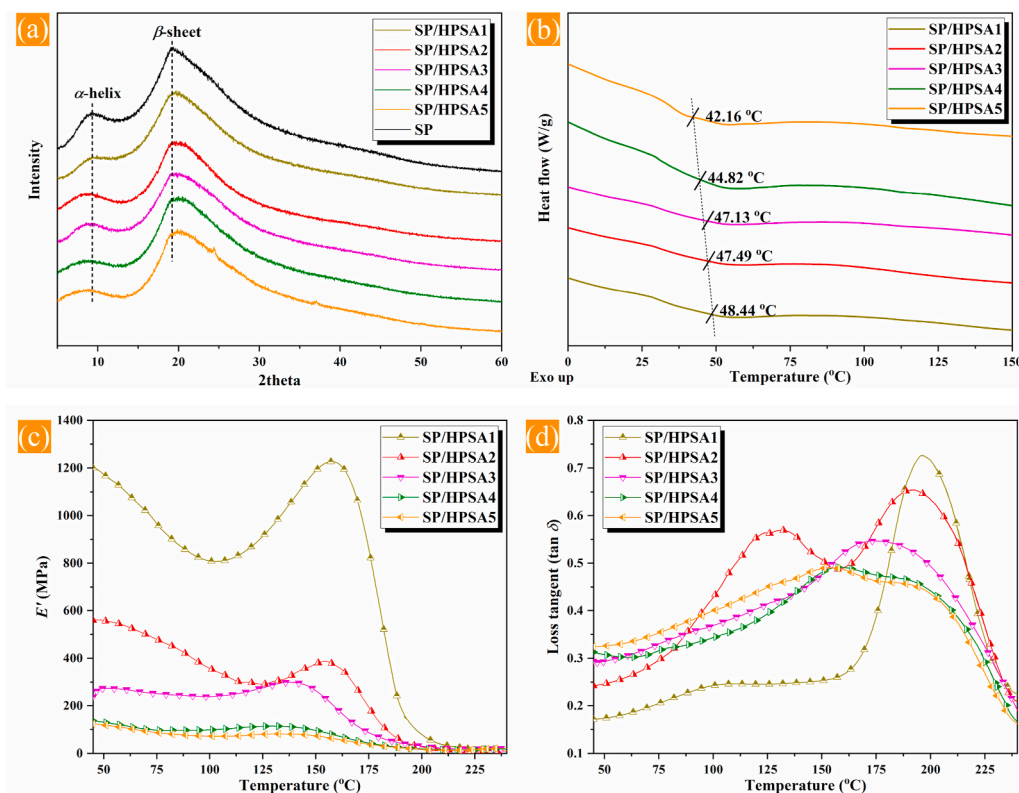 (a)
β-sheet
α-helix
SP/HPSA1
SP/HPSA2
SP/HPSA3
SP/HPSA4
SP/HPSA5
SP
Intensity
10 20 30 40 50 60
2theta
(b)
SP/HPSA1
SP/HPSA2
SP/HPSA3
SP/HPSA4
SP/HPSA5
42.16 °C
44.82 °C
47.13 °C
47.49 °C
48.44 °C
Heat flow (W/g)
0 25 50 75 100 125 150
Exo up
Temperature (°C)
(c)
SP/HPSA1
SP/HPSA2
SP/HPSA3
SP/HPSA4
SP/HPSA5
E' (MPa)
1400
1200
1000
800
600
400
200
0
50 75 100 125 150 175 200 225
Temperature (°C)
(d)
SP/HPSA1
SP/HPSA2
SP/HPSA3
SP/HPSA4
SP/HPSA5
Loss tangent (tan δ)
0.8
0.7
0.6
0.5
0.4
0.3
0.2
0.1
50 75 100 125 150 175 200 225
Temperature (°C)